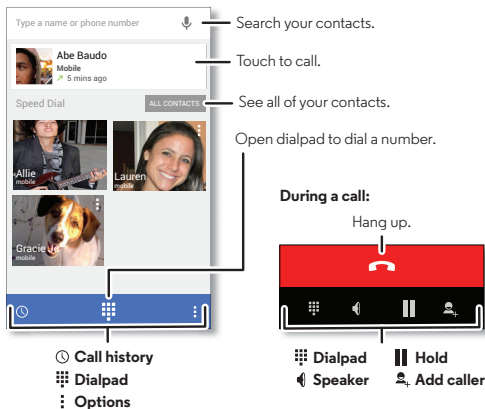 Type a name or phone number
Search your contacts.
Abe Baudo
Mobile
5 mins ago
Touch to call.
Speed Dial
ALL CONTACTS
See all of your contacts.
Open dialpad to dial a number.
Allie
mobile
Lauren
mobile
Gracie Jo
mobile
Call history
Dialpad
Options
During a call:
Hang up.
Dialpad
Hold
Speaker
Add caller